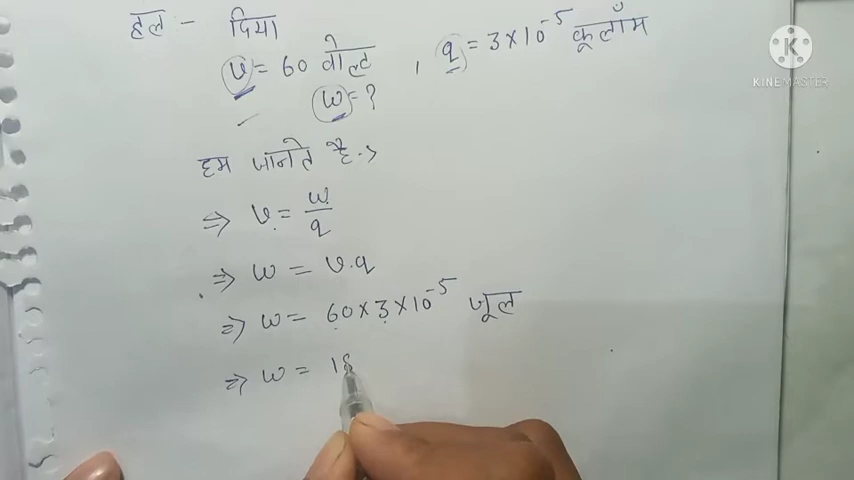 हल - दिया
v = 60 वोल्ट , q = 3×10⁻⁵ कूलॉम
w = ?
हम जानते है:→
⇒ v = w/q
⇒ w = v.q
⇒ w = 60×3×10⁻⁵ जूल
⇒ w = 18
K
KINEMASTER